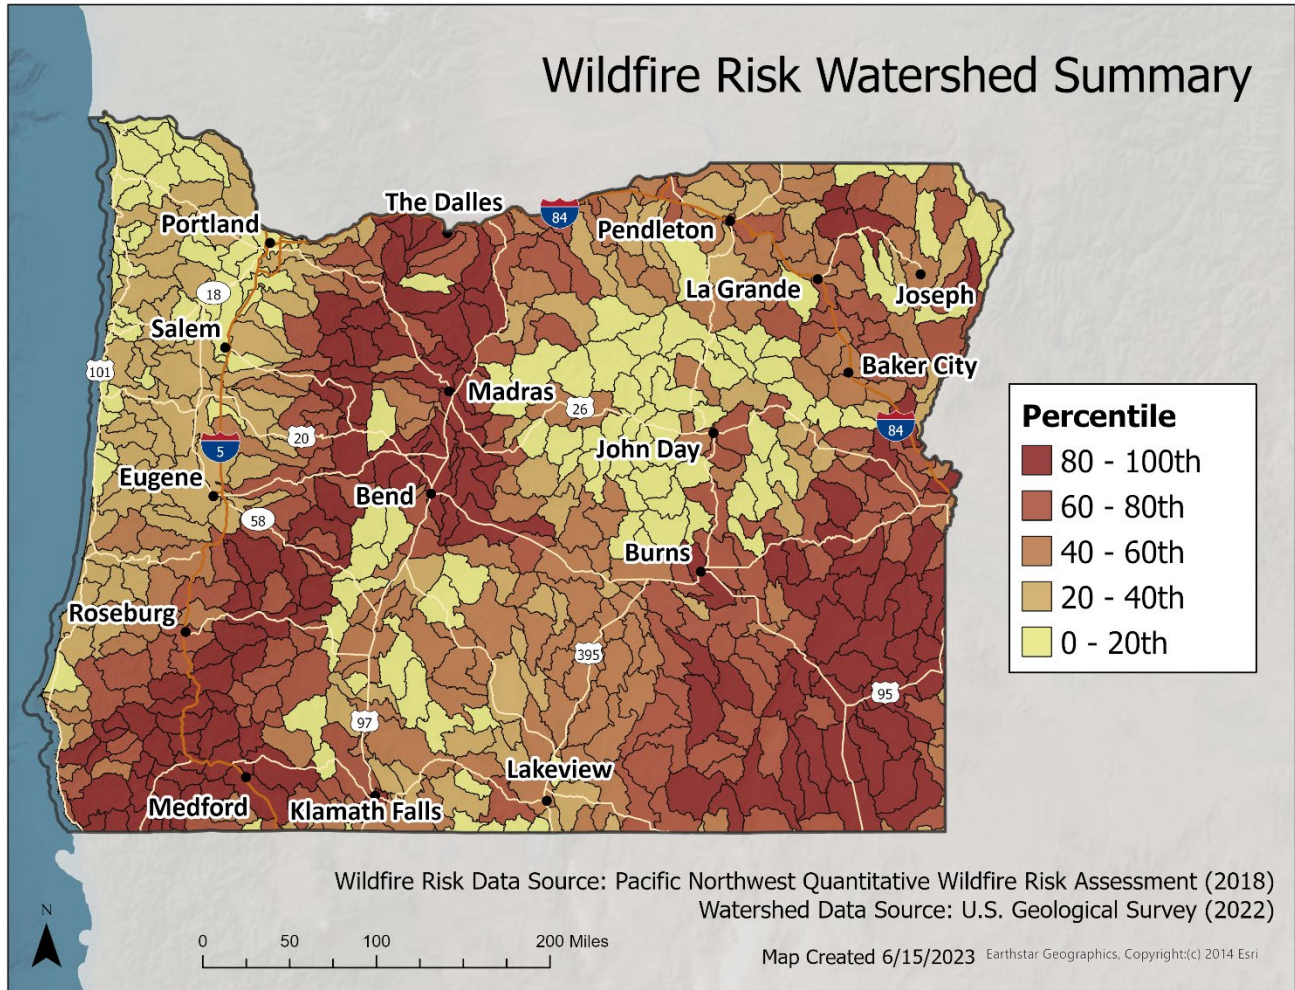 Wildfire Risk Watershed Summary
The Dalles
84
Portland
Pendleton
La Grande
Joseph
18
Salem
101
Baker City
Madras
26
84
20
John Day
5
Eugene
Bend
58
Burns
Roseburg
395
95
97
Lakeview
Medford
Klamath Falls
Percentile
80 - 100th
60 - 80th
40 - 60th
20 - 40th
0 - 20th
Wildfire Risk Data Source: Pacific Northwest Quantitative Wildfire Risk Assessment (2018)
Watershed Data Source: U.S. Geological Survey (2022)
N
0 50 100 200 Miles
Map Created 6/15/2023 Earthstar Geographics, Copyright:(c) 2014 Esri